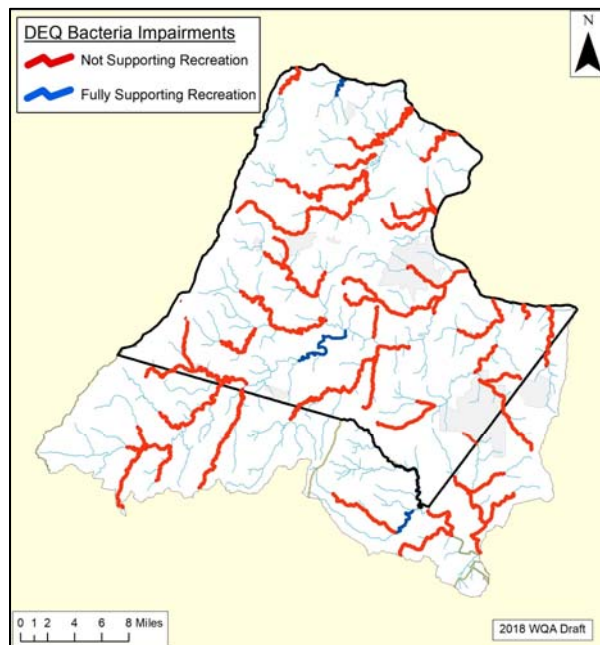 DEQ Bacteria Impairments
Not Supporting Recreation
Fully Supporting Recreation
N
0 1 2 4 6 8 Miles
2018 WQA Draft